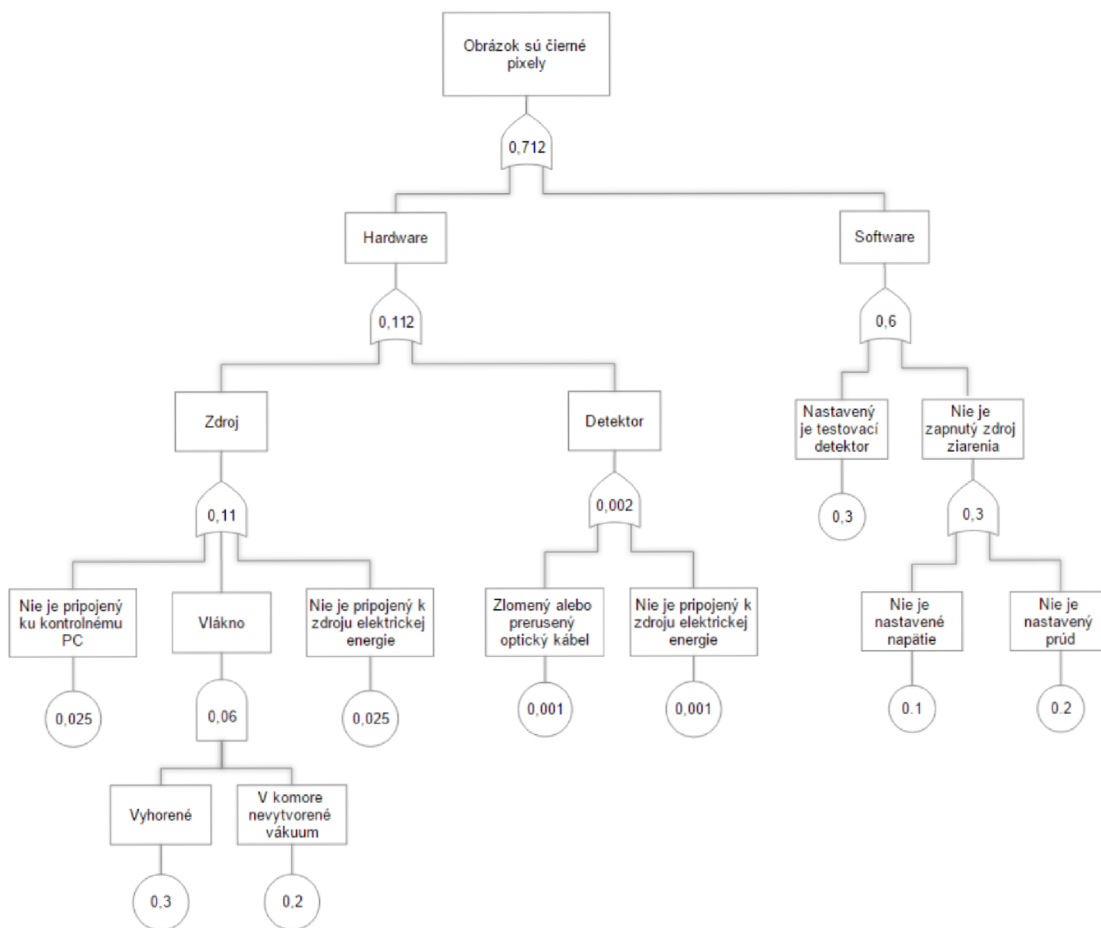 Obrázok sú čierné
pixely
0,712
Hardware
Software
0,112
0,6
Zdroj
Detektor
Nastavený
je testovací
detektor
Nie je
zapnutý zdroj
ziarenia
0,11
0,002
0,3
0,3
Nie je pripojený
ku kontrolnému
PC
Vlákno
Nie je pripojený k
zdroju elektrickej
energie
Zlomený alebo
prerusený
optický kábel
Nie je pripojený k
zdroju elektrickej
energie
Nie je
nastavené
napätie
Nie je
nastavený
prúd
0,025
0,06
0,025
0,001
0,001
0.1
0.2
Vyhorené
V komore
nevytvorené
vákuum
0,3
0,2